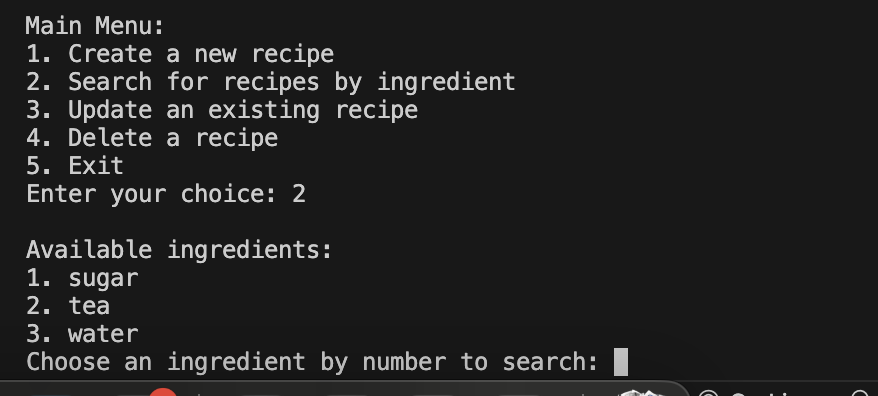 Main Menu:
1. Create a new recipe
2. Search for recipes by ingredient
3. Update an existing recipe
4. Delete a recipe
5. Exit
Enter your choice: 2
Available ingredients:
1. sugar
2. tea
3. water
Choose an ingredient by number to search: